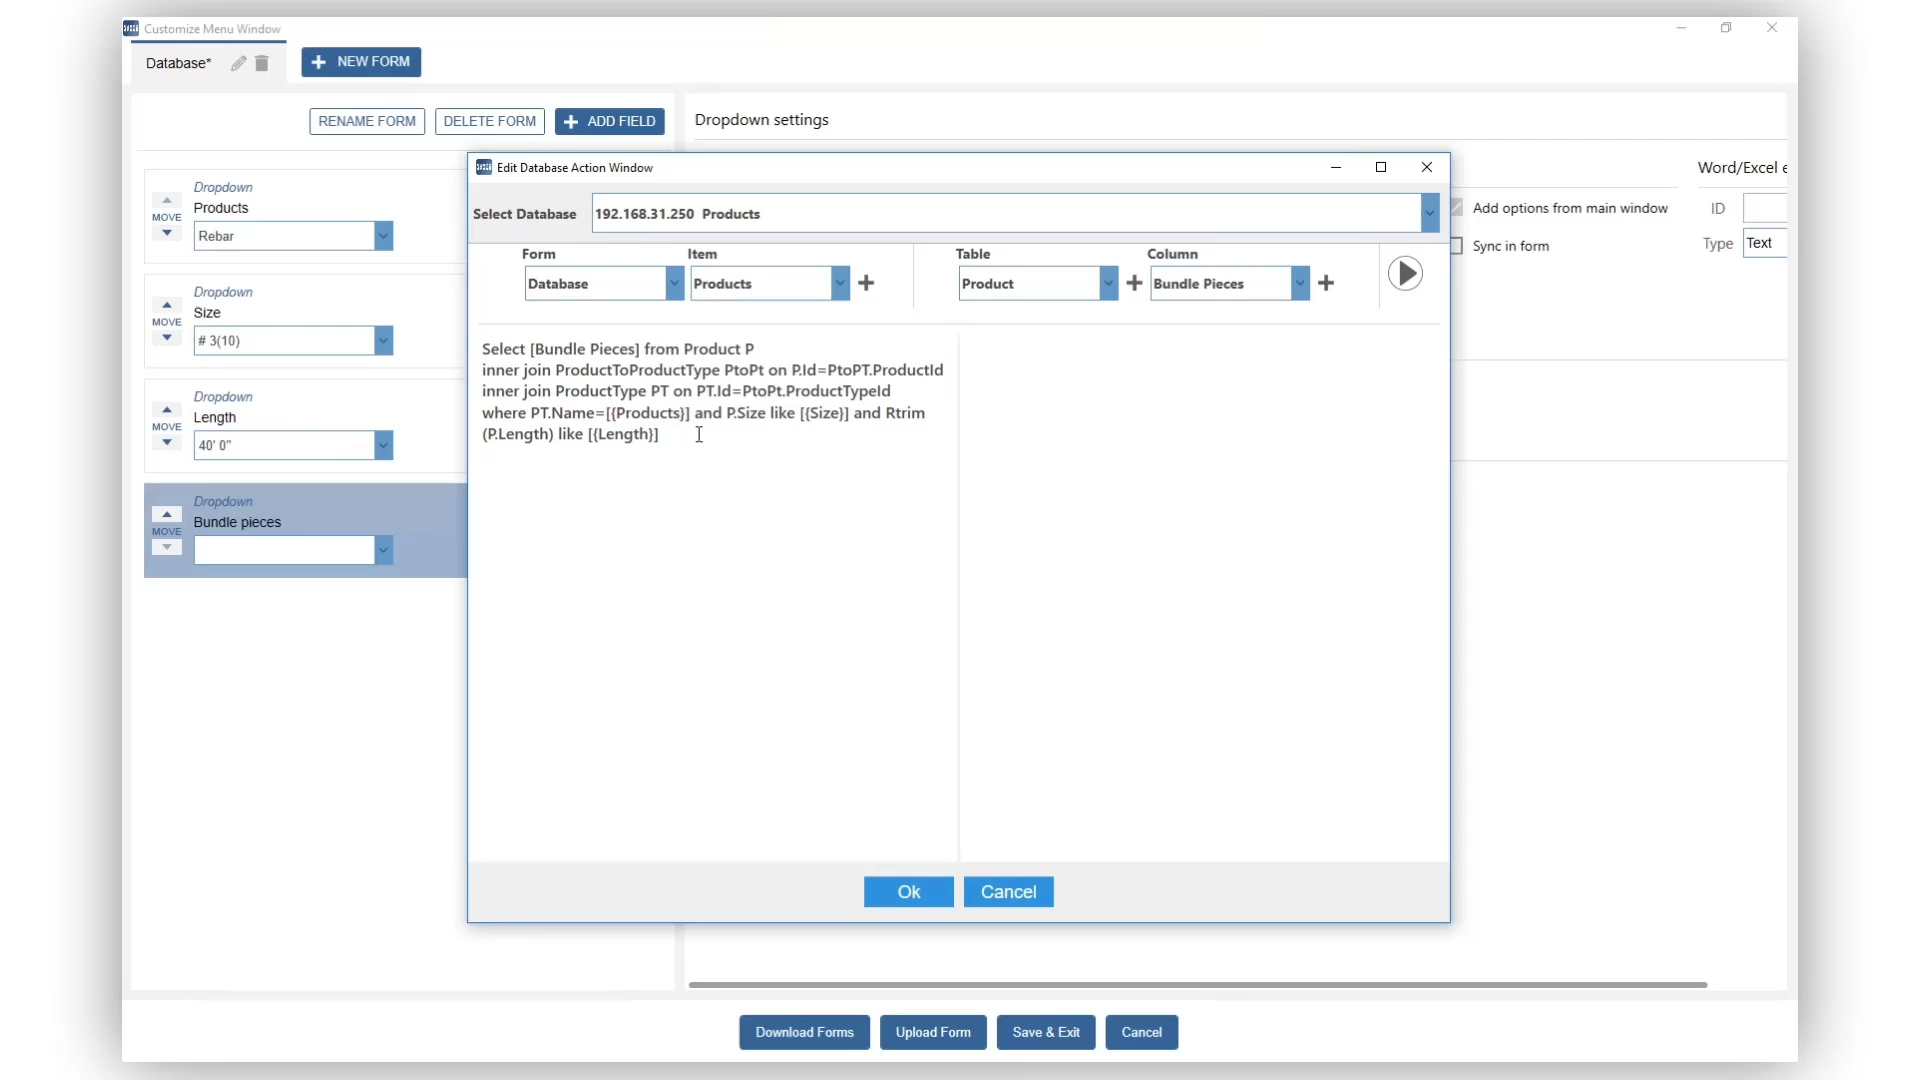 Customize Menu Window
Database*
NEW FORM
RENAME FORM
DELETE FORM
ADD FIELD
Dropdown settings
Dropdown
Products
MOVE
Rebar
Dropdown
Size
MOVE
# 3(10)
Dropdown
Length
MOVE
40' 0"
Dropdown
Bundle pieces
MOVE
Edit Database Action Window
Select Database
192.168.31.250 Products
Form
Item
Table
Column
Database
Products
Product
Bundle Pieces
Select [Bundle Pieces] from Product P
inner join ProductToProductType PtoPt on P.Id=PtoPT.ProductId
inner join ProductType PT on PT.Id=PtoPt.ProductTypeId
where PT.Name=[{Products}] and P.Size like [{Size}] and Rtrim
(P.Length) like [{Length}]
Ok
Cancel
Word/Excel e
Add options from main window
ID
Sync in form
Type
Text
Download Forms
Upload Form
Save & Exit
Cancel